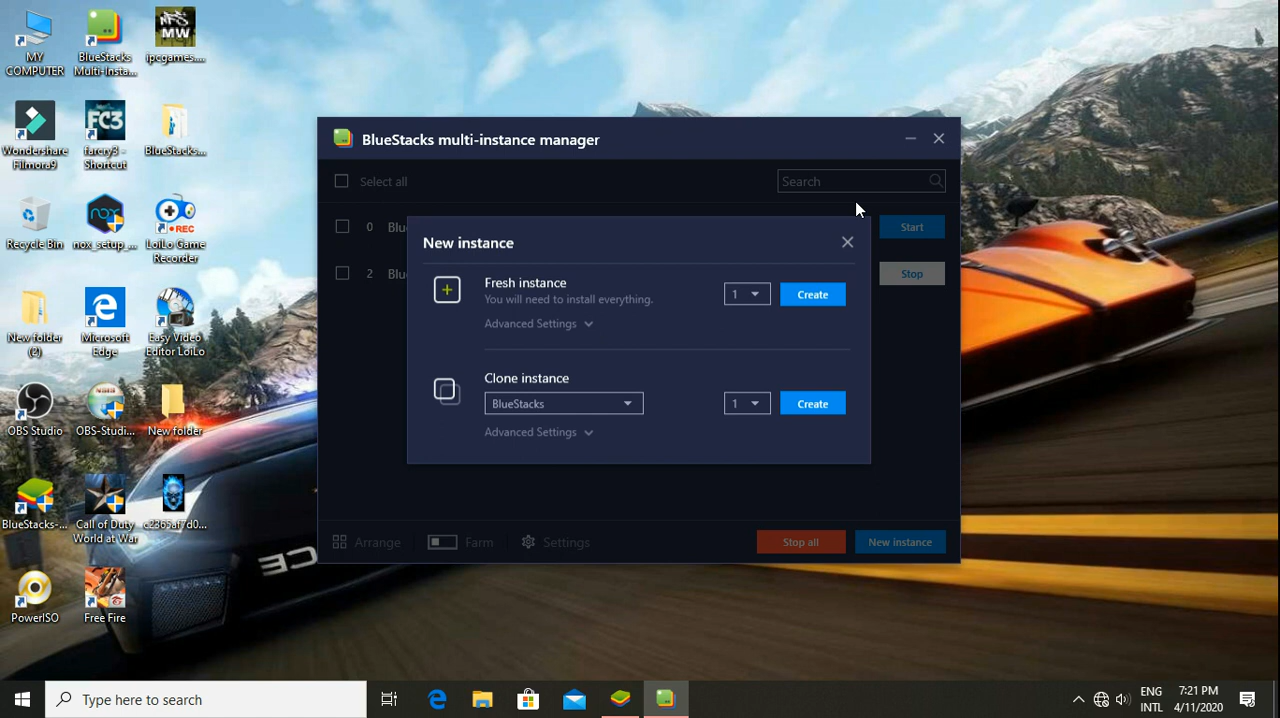 MY
COMPUTER
BlueStacks
Multi-Insta...
ipcgames....
Wondershare
Filmora9
farcry3 -
Shortcut
BlueStacks...
Recycle Bin
nox_setup_...
LoiLo Game
Recorder
New folder
(2)
Microsoft
Edge
Easy Video
Editor LoiLo
OBS Studio
OBS-Studi...
New folder
BlueStacks-...
Call of Duty
World at War
c2365af7d0...
PowerISO
Free Fire
BlueStacks multi-instance manager
Select all
Search
0 Blu
Start
2 Blu
Stop
New instance
Fresh instance
You will need to install everything.
1
Create
Advanced Settings
Clone instance
BlueStacks
1
Create
Advanced Settings
Arrange
Farm
Settings
Stop all
New instance
Type here to search
ENG
INTL
7:21 PM
4/11/2020